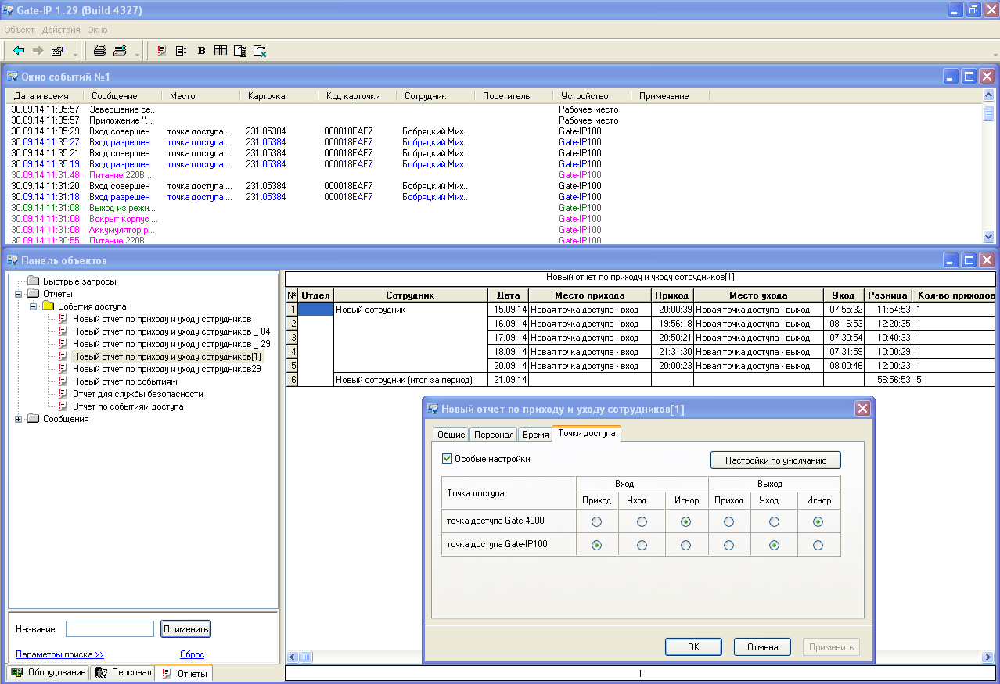 Gate-IP 1.29 (Build 4327)
Объект Действия Окно
B
Окно событий №1
Дата и время Сообщение Место Карточка Код карточки Сотрудник Посетитель Устройство Примечание
30.09.14 11:35:57 Завершение се... Рабочее место
30.09.14 11:35:57 Приложение "... Рабочее место
30.09.14 11:35:29 Вход совершен точка доступа ... 231,05384 000018EAF7 Бобряцкий Мих... Gate-IP100
30.09.14 11:35:27 Вход разрешен точка доступа ... 231,05384 000018EAF7 Бобряцкий Мих... Gate-IP100
30.09.14 11:35:21 Вход совершен точка доступа ... 231,05384 000018EAF7 Бобряцкий Мих... Gate-IP100
30.09.14 11:35:19 Вход разрешен точка доступа ... 231,05384 000018EAF7 Бобряцкий Мих... Gate-IP100
30.09.14 11:31:48 Питание 220В ... Gate-IP100
30.09.14 11:31:20 Вход совершен точка доступа ... 231,05384 000018EAF7 Бобряцкий Мих... Gate-IP100
30.09.14 11:31:18 Вход разрешен точка доступа ... 231,05384 000018EAF7 Бобряцкий Мих... Gate-IP100
30.09.14 11:31:08 Выход из режи... Gate-IP100
30.09.14 11:31:08 Вскрыт корпус ... Gate-IP100
30.09.14 11:31:08 Аккумулятор р... Gate-IP100
30.09.14 11:30:55 Питание 220В Gate-IP100
Панель объектов
Быстрые запросы
Отчеты
События доступа
Новый отчет по приходу и уходу сотрудников
Новый отчет по приходу и уходу сотрудников _ 04
Новый отчет по приходу и уходу сотрудников _ 29
Новый отчет по приходу и уходу сотрудников[1]
Новый отчет по приходу и уходу сотрудников29
Новый отчет по событиям
Отчет для службы безопасности
Отчет по событиям доступа
Сообщения
Название Применить
Параметры поиска >> Сброс
Оборудование Персонал Отчеты
Новый отчет по приходу и уходу сотрудников[1]
№ Отдел Сотрудник Дата Место прихода Приход Место ухода Уход Разница Кол-во приходов
1 Новый сотрудник 15.09.14 Новая точка доступа - вход 20:00:39 Новая точка доступа - выход 07:55:32 11:54:53 1
2 16.09.14 Новая точка доступа - вход 19:56:18 Новая точка доступа - выход 08:16:53 12:20:35 1
3 17.09.14 Новая точка доступа - вход 20:50:21 Новая точка доступа - выход 07:30:54 10:40:33 1
4 18.09.14 Новая точка доступа - вход 21:31:30 Новая точка доступа - выход 07:31:59 10:00:29 1
5 20.09.14 Новая точка доступа - вход 20:00:23 Новая точка доступа - выход 08:00:46 12:00:23 1
6 Новый сотрудник (итог за период) 21.09.14 56:56:53 5
Новый отчет по приходу и уходу сотрудников[1]
Общие Персонал Время Точки доступа
Особые настройки Настройки по умолчанию
Точка доступа Вход Выход
Приход Уход Игнор. Приход Уход Игнор.
точка доступа Gate-4000
точка доступа Gate-IP100
OK Отмена Применить
1